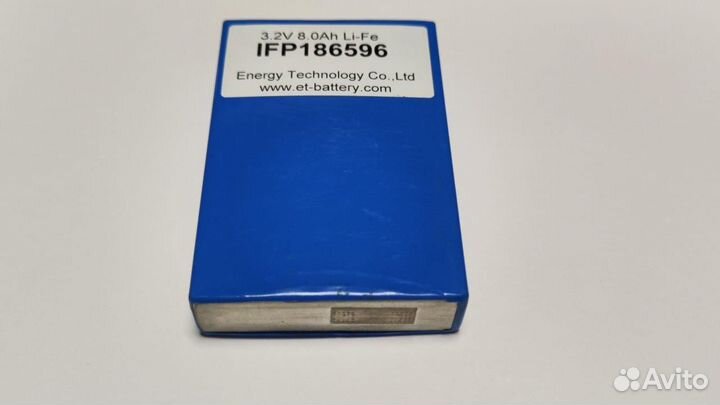 3.2V 8.0Ah Li-Fe
IFP186596
Energy Technology Co.,Ltd
www.et-battery.com
Avito